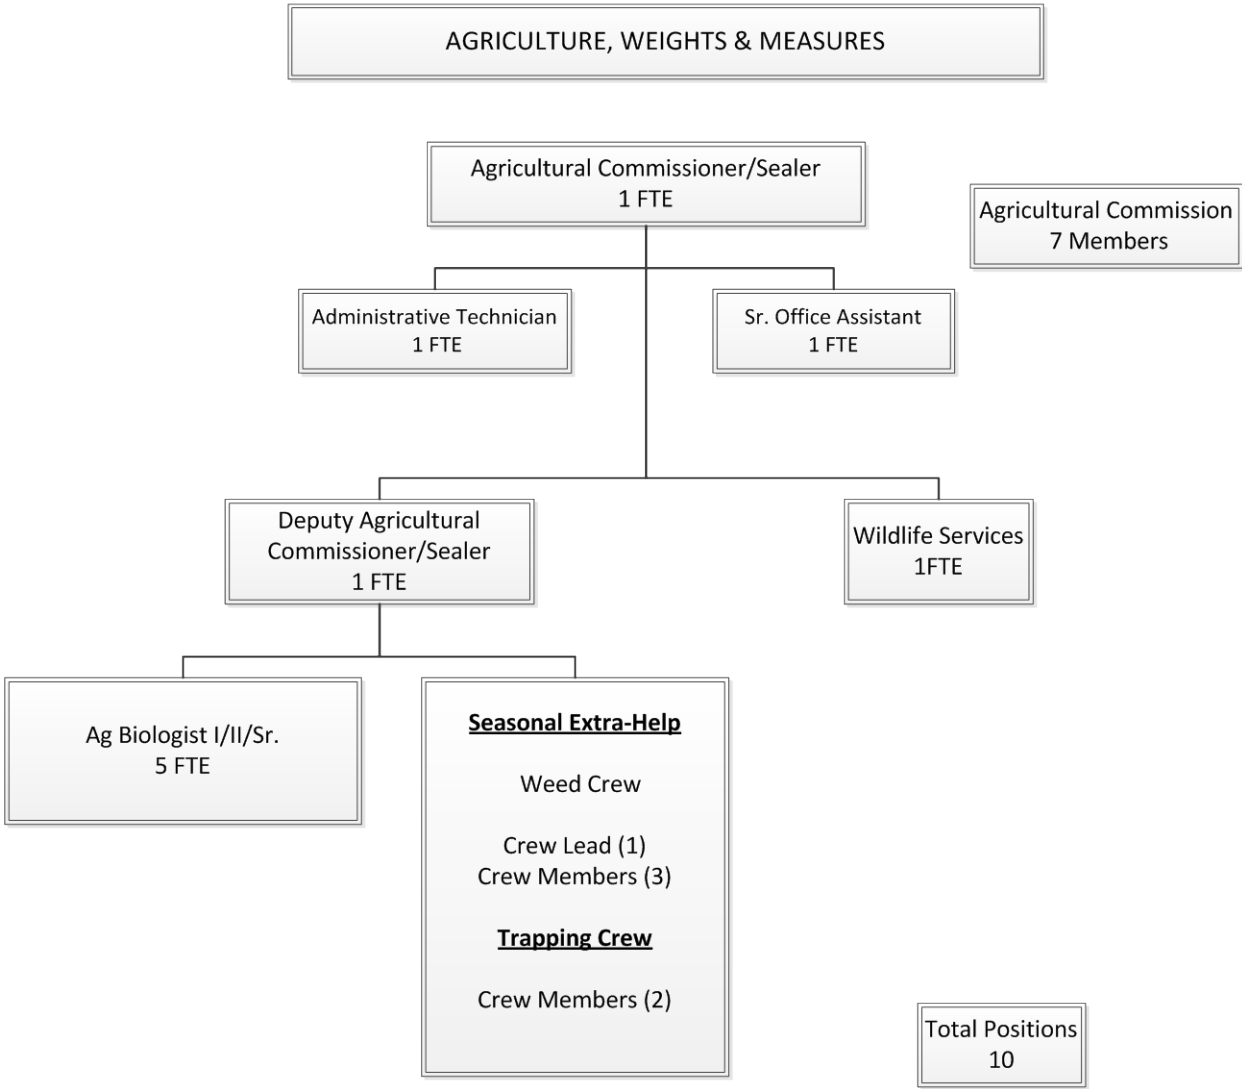 AGRICULTURE, WEIGHTS & MEASURES
Agricultural Commissioner/Sealer
1 FTE
Agricultural Commission
7 Members
Administrative Technician
1 FTE
Sr. Office Assistant
1 FTE
Deputy Agricultural
Commissioner/Sealer
1 FTE
Wildlife Services
1FTE
Ag Biologist I/II/Sr.
5 FTE
Seasonal Extra-Help
Weed Crew
Crew Lead (1)
Crew Members (3)
Trapping Crew
Crew Members (2)
Total Positions
10